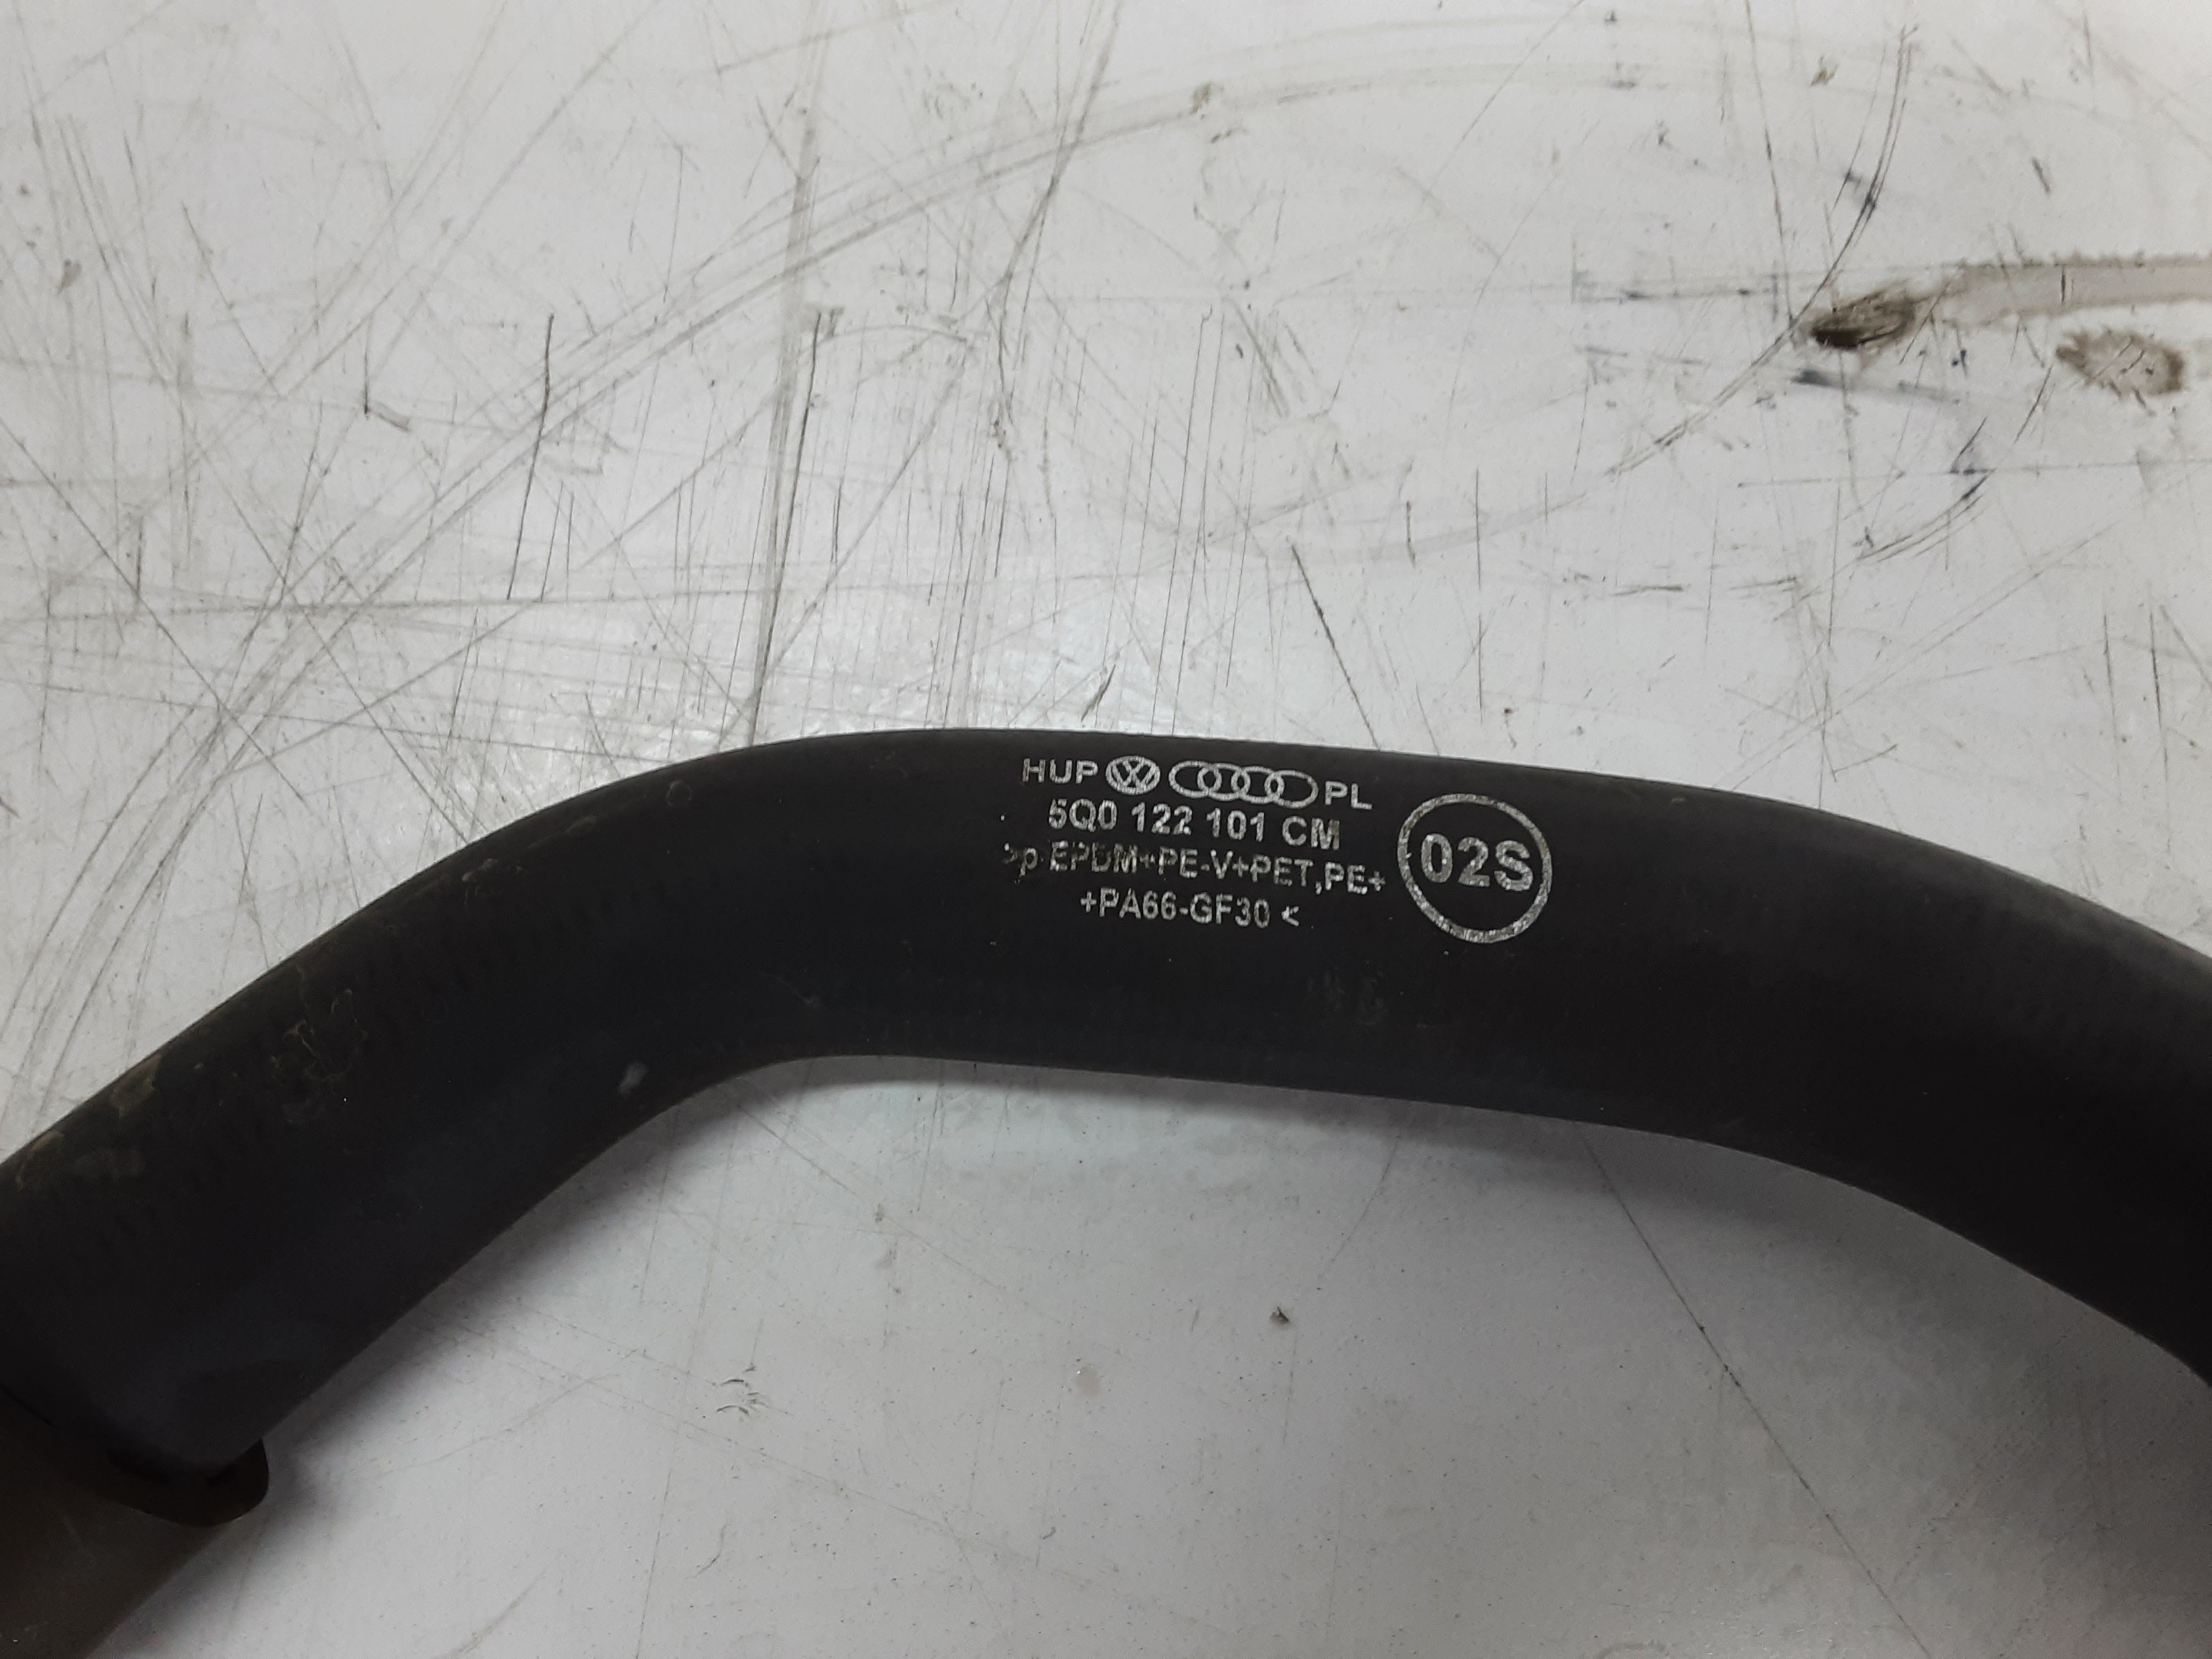 HUP PL
5Q0 122 101 CM
>p EPDM+PE-V+PET,PE+
+PA66-GF30 <
02S